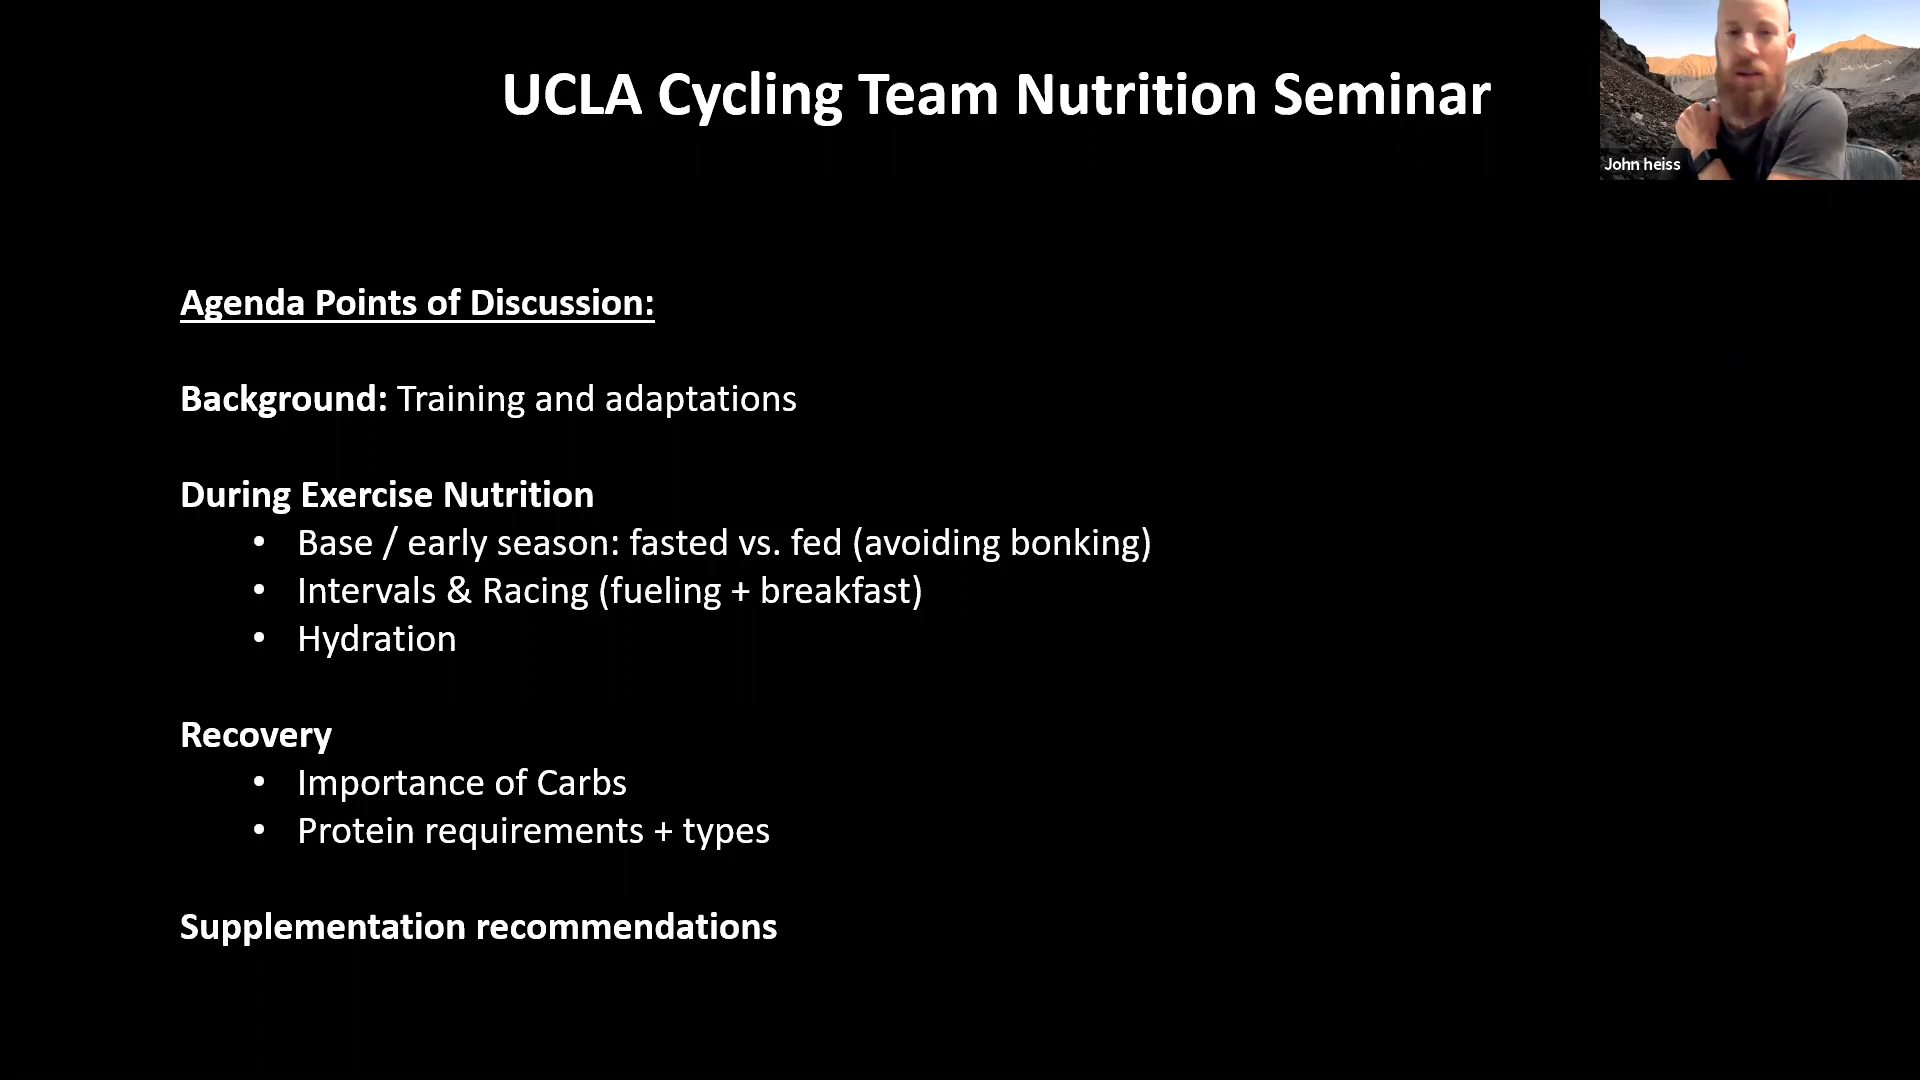 UCLA Cycling Team Nutrition Seminar
John heiss
Agenda Points of Discussion:
Background: Training and adaptations
During Exercise Nutrition
• Base / early season: fasted vs. fed (avoiding bonking)
• Intervals & Racing (fueling + breakfast)
• Hydration
Recovery
• Importance of Carbs
• Protein requirements + types
Supplementation recommendations